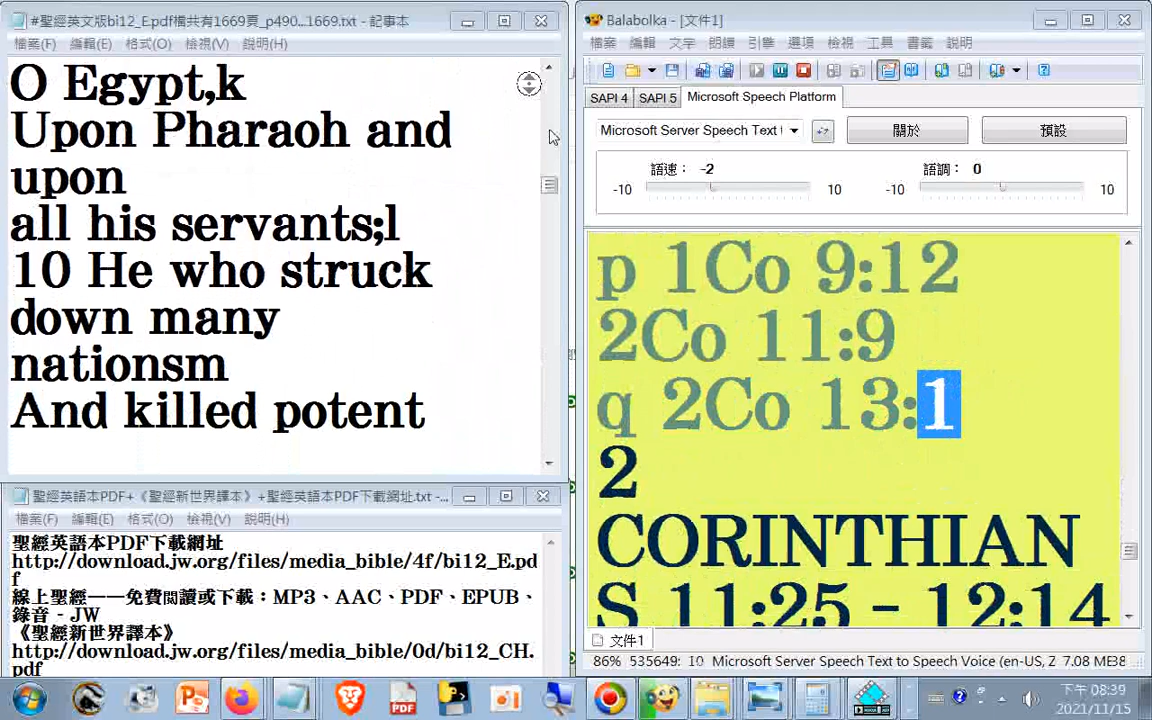 #聖經英文版bi12_E.pdf橫共有1669頁_p490...1669.txt - 記事本
檔案(F) 編輯(E) 格式(O) 檢視(V) 說明(H)
O Egypt,k
Upon Pharaoh and
upon
all his servants;l
10 He who struck
down many
nationsm
And killed potent
聖經英語本PDF+《聖經新世界譯本》+聖經英語本PDF下載網址.txt -...
檔案(F) 編輯(E) 格式(O) 檢視(V) 說明(H)
聖經英語本PDF下載網址
http://download.jw.org/files/media_bible/4f/bi12_E.pd
f
線上聖經——免費閱讀或下載：MP3、AAC、PDF、EPUB、
錄音 - JW
《聖經新世界譯本》
http://download.jw.org/files/media_bible/0d/bi12_CH.
pdf
Balabolka - [文件1]
檔案 編輯 文字 朗讀 引擎 選項 檢視 工具 書籤 說明
SAPI 4 SAPI 5 Microsoft Speech Platform
Microsoft Server Speech Text 關於 預設
語速： -2 語調： 0
-10 10 -10 10
p 1Co 9:12
2Co 11:9
q 2Co 13:1
2
CORINTHIAN
S 11:25 - 12:14
文件1
86% 535649: 10 Microsoft Server Speech Text to Speech Voice (en-US, Z 7.08 MB
下午 08:39
2021/11/15